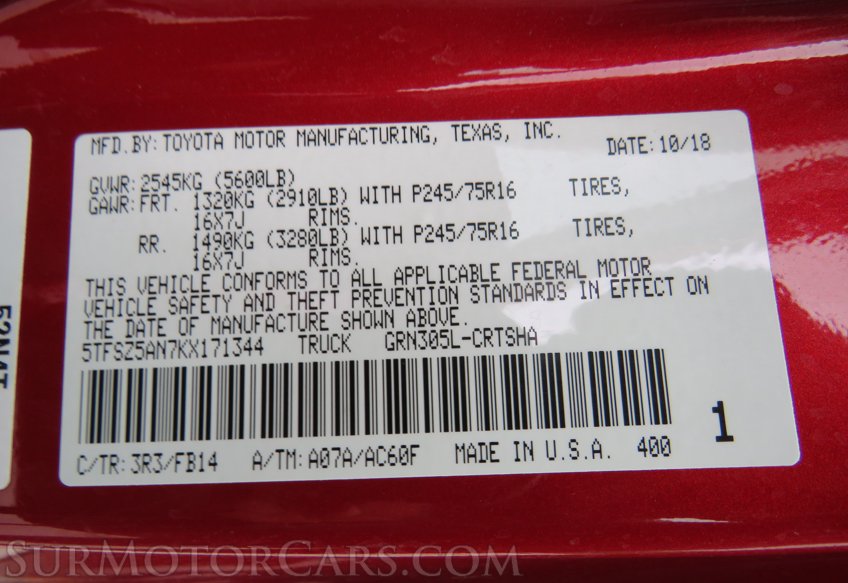 MFD.BY: TOYOTA MOTOR MANUFACTURING, TEXAS, INC. DATE: 10/18
GVWR: 2545KG (5600LB)
GAWR: FRT. 1320KG (2910LB) WITH P245/75R16 TIRES,
16X7J RIMS.
RR. 1490KG (3280LB) WITH P245/75R16 TIRES,
16X7J RIMS.
THIS VEHICLE CONFORMS TO ALL APPLICABLE FEDERAL MOTOR
VEHICLE SAFETY AND THEFT PREVENTION STANDARDS IN EFFECT ON
THE DATE OF MANUFACTURE SHOWN ABOVE.
5TFSZ5AN7KX171344 TRUCK GRN305L-CRTSHA
1
C/TR: 3R3/FB14 A/TM: A07A/AC60F MADE IN U.S.A. 400
SurMotorCars.com